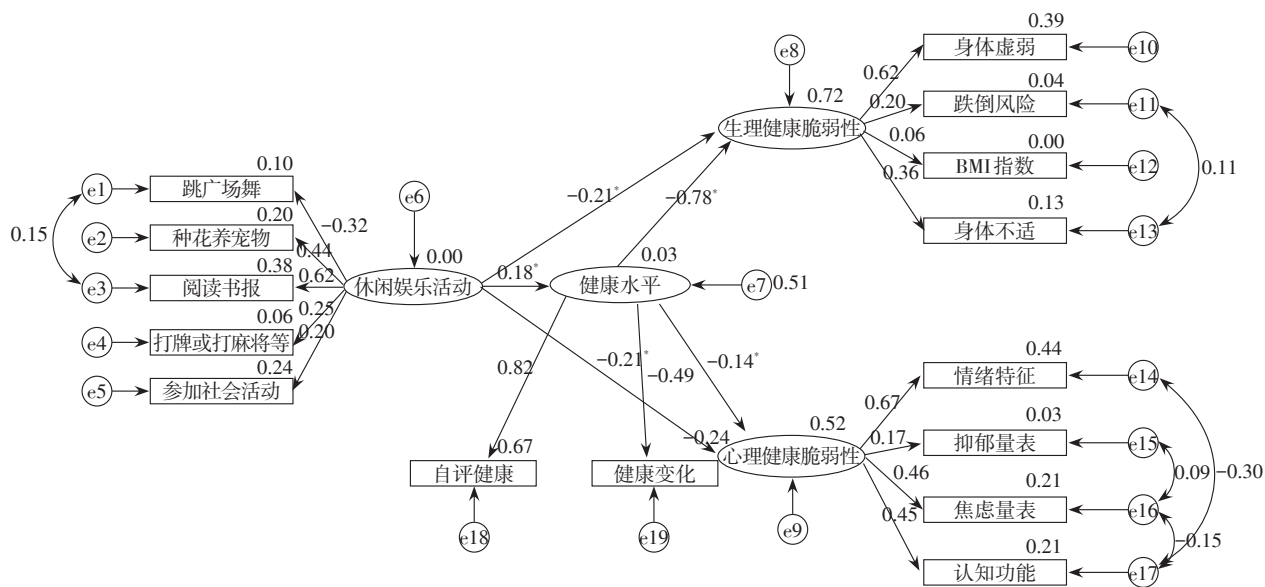 0.39
e8
身体虚弱
e10
0.62
0.04
0.72
0.20
跌倒风险
e11
生理健康脆弱性
0.06
0.00
0.10
BMI指数
e12
0.11
0.36
e1
跳广场舞
-0.21*
-0.78*
0.13
e6
0.20
-0.32
身体不适
e13
0.15
e2
种花养宠物
0.44
0.38
0.00
0.03
e3
阅读书报
0.62
休闲娱乐活动
0.18*
健康水平
e7
0.51
0.06
0.25
e4
打牌或打麻将等
0.20
0.24
-0.21*
-0.14*
0.44
e5
参加社会活动
0.82
-0.49
情绪特征
e14
0.67
0.03
0.52
-0.67
-0.24
0.17
抑郁量表
e15
心理健康脆弱性
自评健康
健康变化
0.46
0.09
-0.30
0.21
焦虑量表
e16
0.45
e18
e19
e9
-0.15
0.21
认知功能
e17